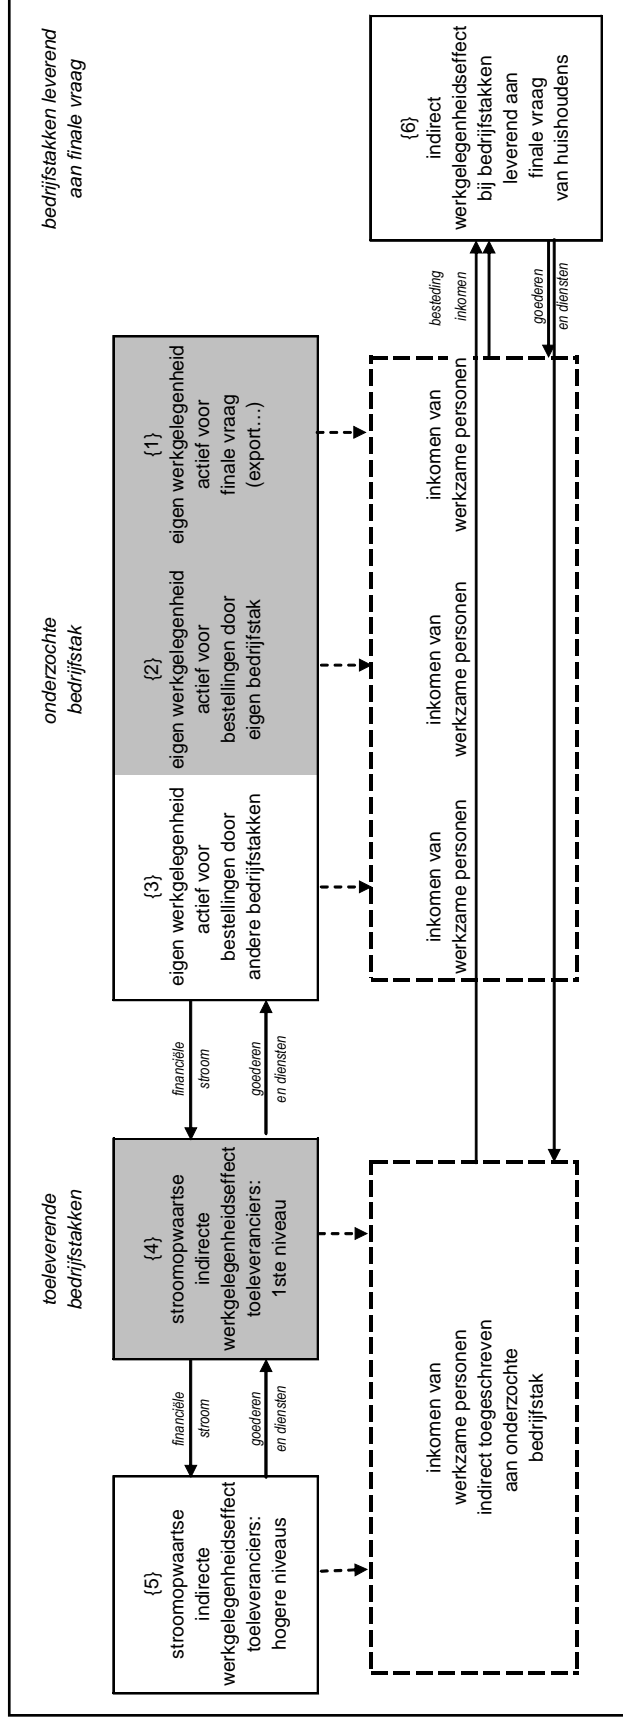 toeleverende
bedrijfstakken
onderzochte
bedrijfstak
bedrijfstakken leverend
aan finale vraag
{5}
stroomopwaartse
indirecte
werkgelegenheidseffect
toeleveranciers:
hogere niveaus
financiële
stroom
goederen
en diensten
{4}
stroomopwaartse
indirecte
werkgelegenheidseffect
toeleveranciers:
1ste niveau
financiële
stroom
goederen
en diensten
{3}
eigen werkgelegenheid
actief voor
bestellingen door
andere bedrijfstakken
{2}
eigen werkgelegenheid
actief voor
bestellingen door
eigen bedrijfstak
{1}
eigen werkgelegenheid
actief voor
finale vraag
(export…)
inkomen van
werkzame personen
indirect toegeschreven
aan onderzochte
bedrijfstak
inkomen van
werkzame personen
inkomen van
werkzame personen
inkomen van
werkzame personen
besteding
inkomen
goederen
en diensten
{6}
indirect
werkgelegenheidseffect
bij bedrijfstakken
leverend aan
finale vraag
van huishoudens